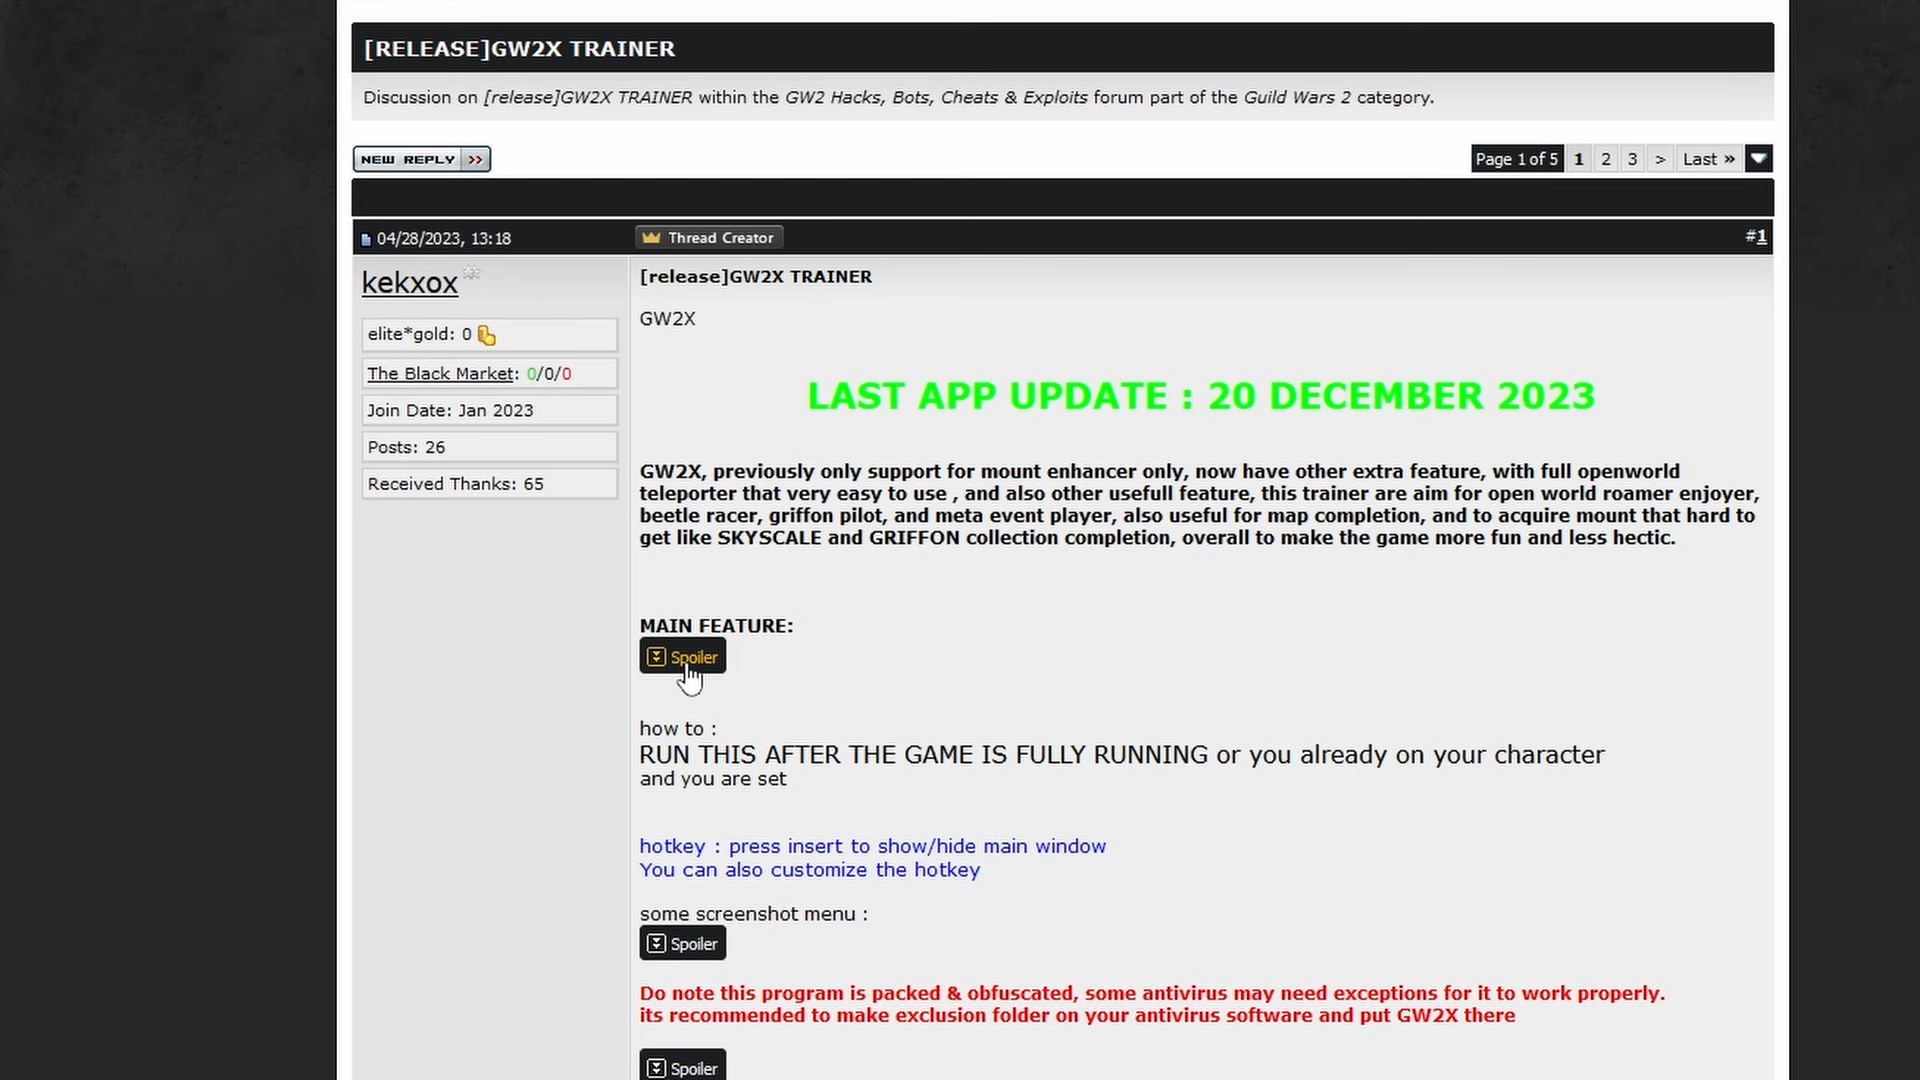 [RELEASE]GW2X TRAINER
Discussion on [release]GW2X TRAINER within the GW2 Hacks, Bots, Cheats & Exploits forum part of the Guild Wars 2 category.
NEW REPLY >>
Page 1 of 5 1 2 3 > Last »
04/28/2023, 13:18 Thread Creator #1
kekxox
elite*gold: 0
The Black Market: 0/0/0
Join Date: Jan 2023
Posts: 26
Received Thanks: 65
[release]GW2X TRAINER
GW2X
LAST APP UPDATE : 20 DECEMBER 2023
GW2X, previously only support for mount enhancer only, now have other extra feature, with full openworld
teleporter that very easy to use , and also other usefull feature, this trainer are aim for open world roamer enjoyer,
beetle racer, griffon pilot, and meta event player, also useful for map completion, and to acquire mount that hard to
get like SKYSCALE and GRIFFON collection completion, overall to make the game more fun and less hectic.
MAIN FEATURE:
Spoiler
how to :
RUN THIS AFTER THE GAME IS FULLY RUNNING or you already on your character
and you are set
hotkey : press insert to show/hide main window
You can also customize the hotkey
some screenshot menu :
Spoiler
Do note this program is packed & obfuscated, some antivirus may need exceptions for it to work properly.
its recommended to make exclusion folder on your antivirus software and put GW2X there
Spoiler